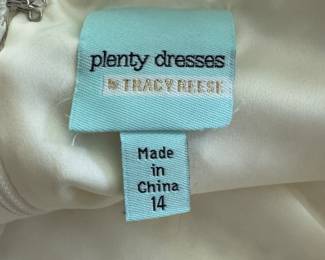 plenty dresses
by TRACY REESE
Made
in
China
14